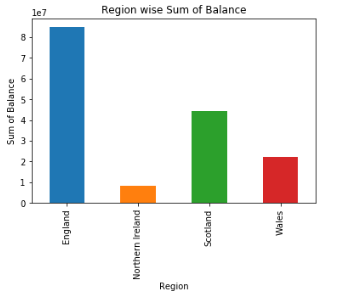 Region wise Sum of Balance
1e7
8
7
6
5
4
3
2
1
0
Sum of Balance
England
Northern Ireland
Scotland
Wales
Region